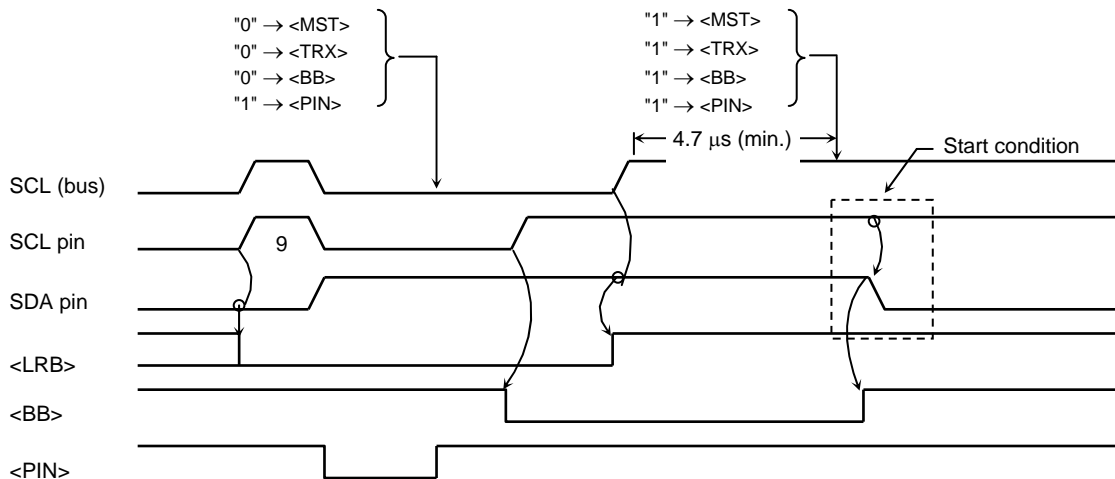 "0" → <MST> "1" → <MST>
"0" → <TRX> "1" → <TRX>
"0" → <BB> "1" → <BB>
"1" → <PIN> "1" → <PIN>
4.7 μs (min.)
Start condition
SCL (bus)
SCL pin
9
SDA pin
<LRB>
<BB>
<PIN>